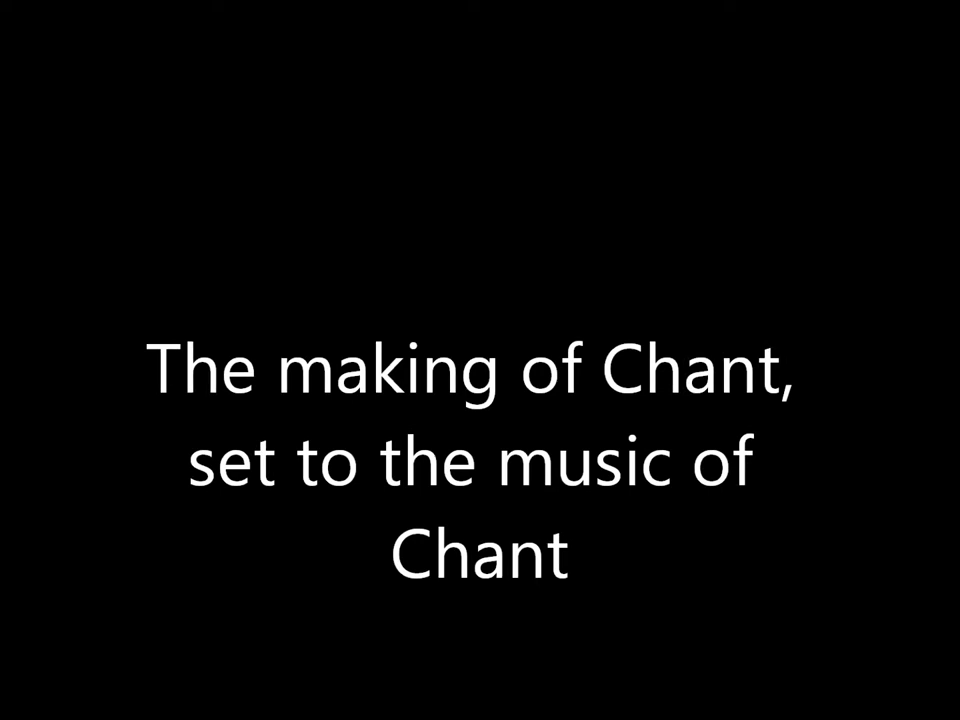 The making of Chant,
set to the music of
Chant